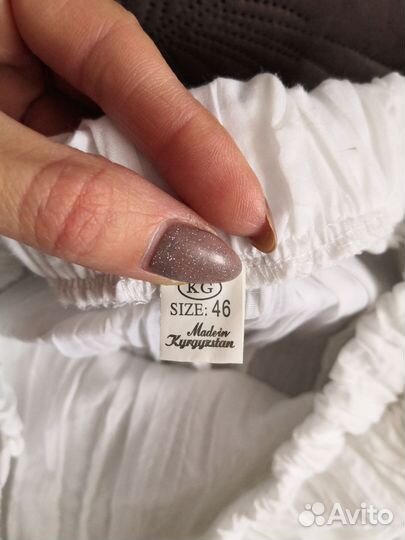 KG
SIZE: 46
Made in
Kyrgyzstan
Avito